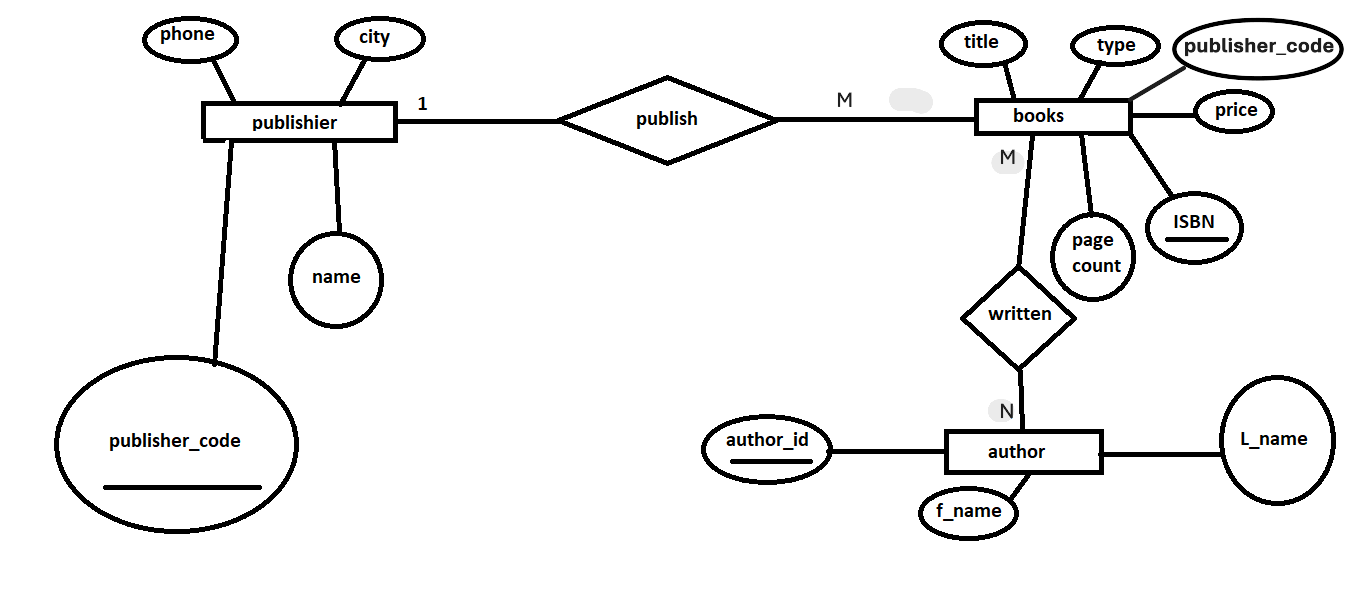 phone
city
title
type
publisher_code
1
publishier
publish
M
books
price
M
ISBN
page
count
name
written
N
publisher_code
author_id
author
L_name
f_name